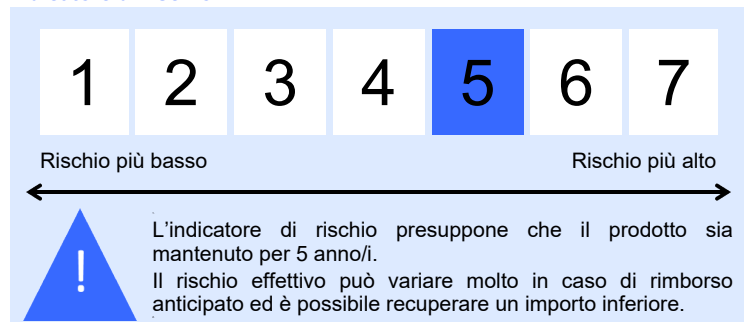 1 2 3 4 5 6 7
Rischio più basso Rischio più alto
!
L'indicatore di rischio presuppone che il prodotto sia
mantenuto per 5 anno/i.
Il rischio effettivo può variare molto in caso di rimborso
anticipato ed è possibile recuperare un importo inferiore.